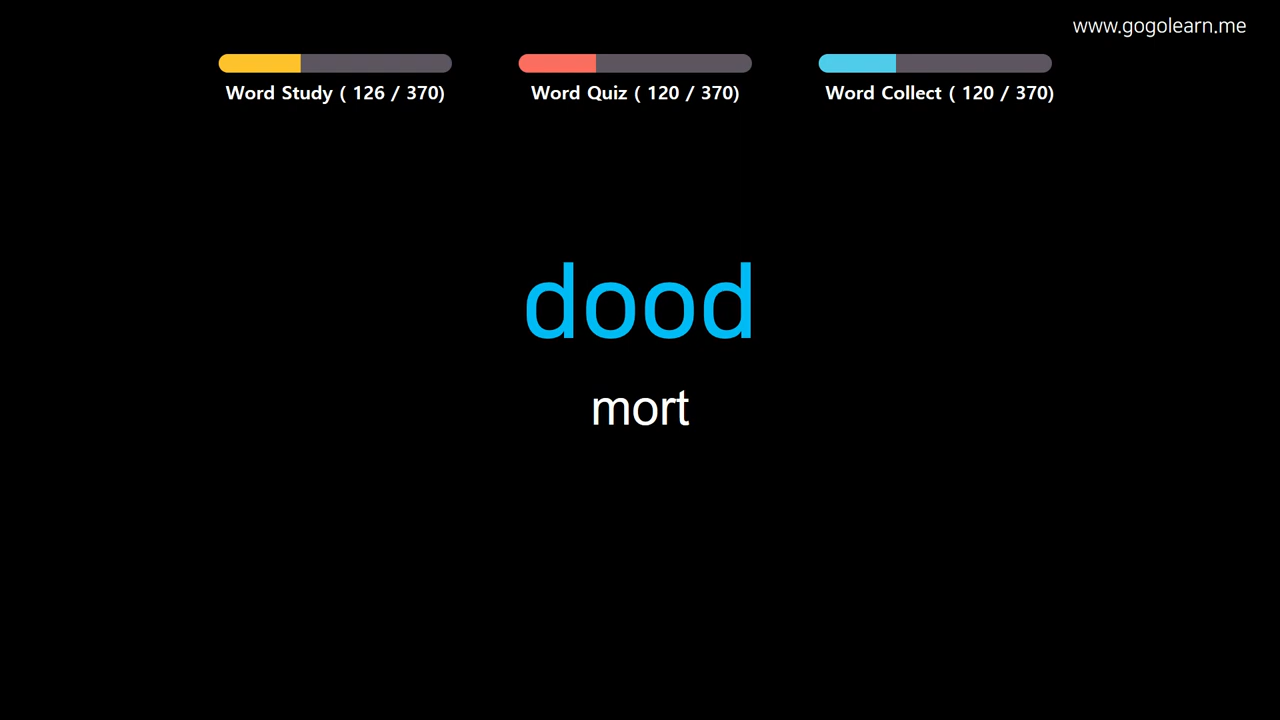 www.gogolearn.me
Word Study ( 126 / 370)
Word Quiz ( 120 / 370)
Word Collect ( 120 / 370)
dood
mort